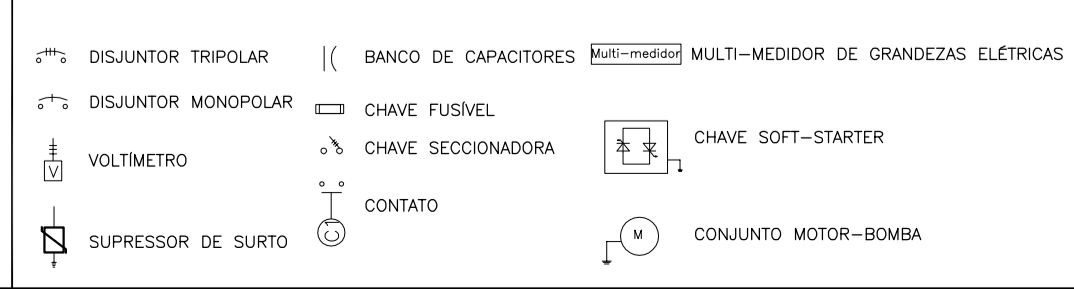 DISJUNTOR TRIPOLAR
DISJUNTOR MONOPOLAR
V
VOLTÍMETRO
SUPRESSOR DE SURTO
BANCO DE CAPACITORES
CHAVE FUSÍVEL
CHAVE SECCIONADORA
CONTATO
C1
Multi-medidor
MULTI-MEDIDOR DE GRANDEZAS ELÉTRICAS
CHAVE SOFT-STARTER
M
CONJUNTO MOTOR-BOMBA